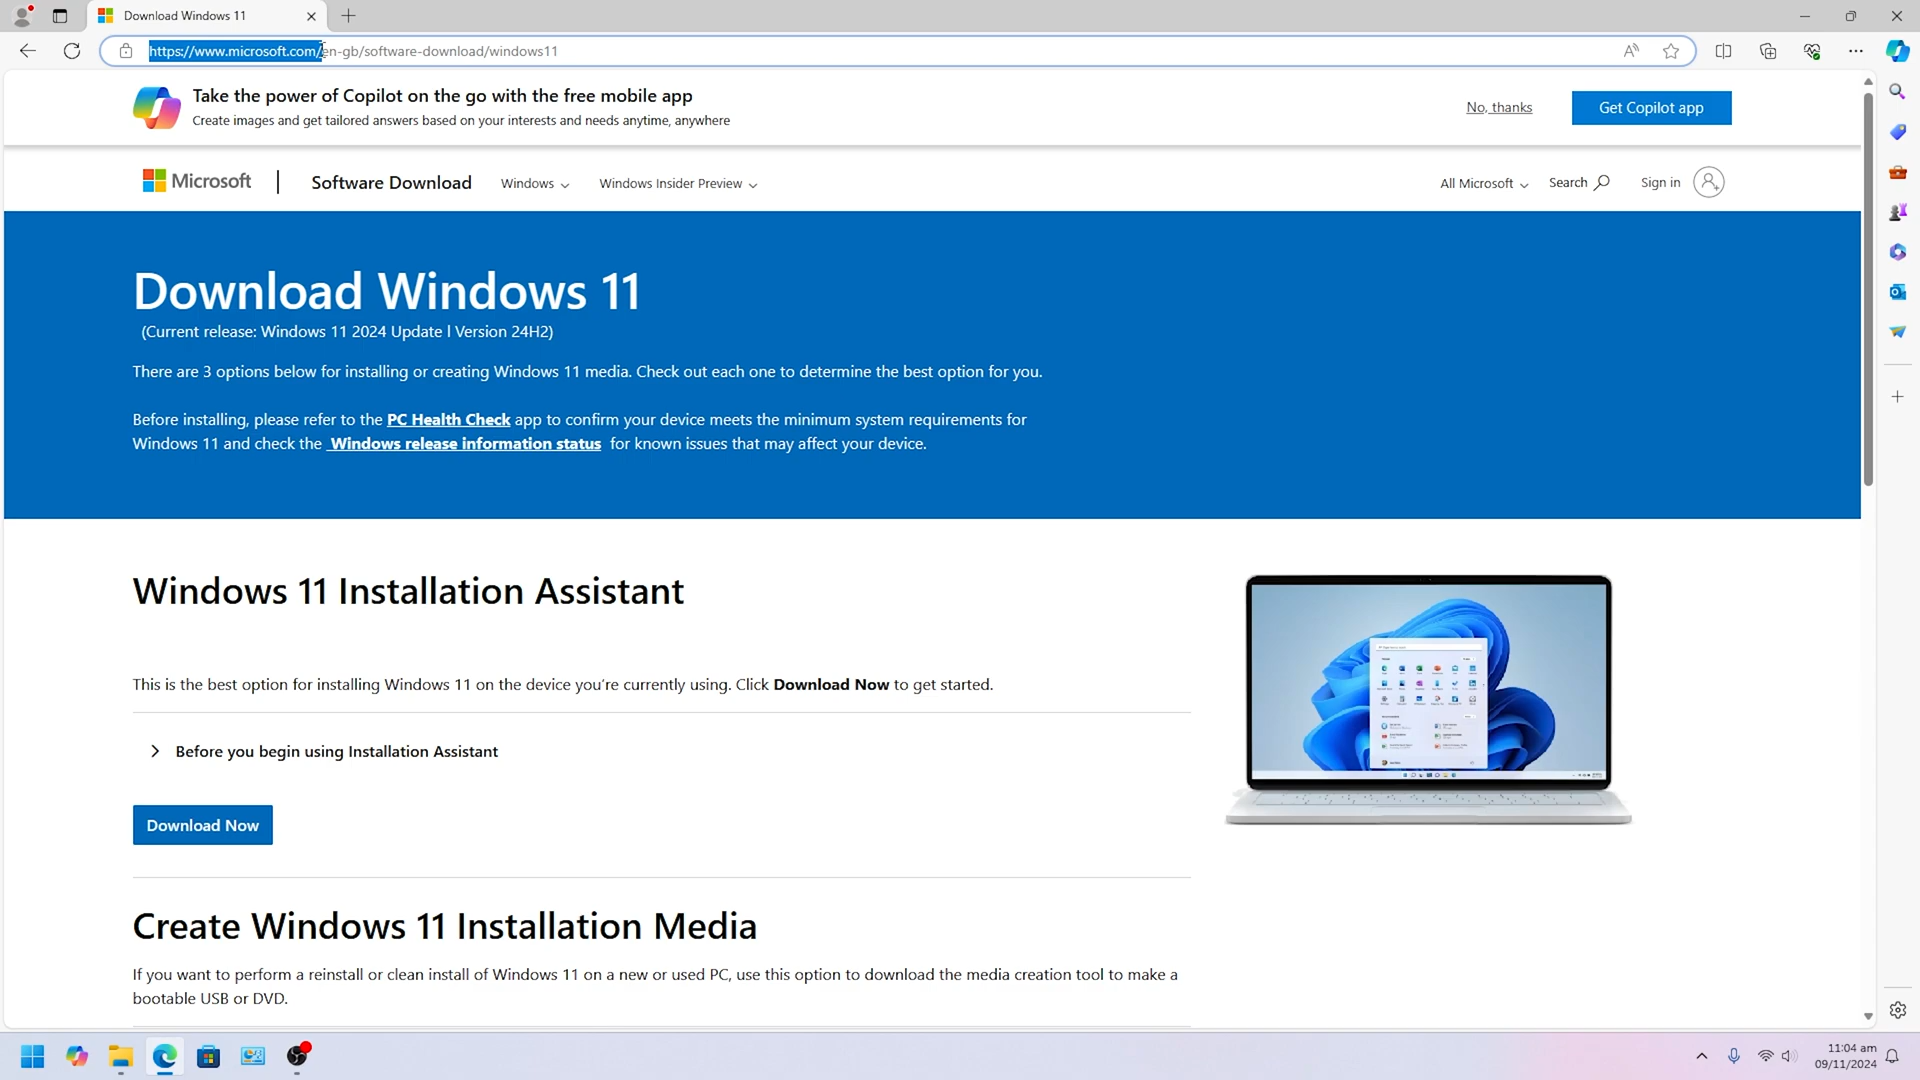 Download Windows 11
https://www.microsoft.com/en-gb/software-download/windows11
Take the power of Copilot on the go with the free mobile app
Create images and get tailored answers based on your interests and needs anytime, anywhere
No, thanks
Get Copilot app
Microsoft
Software Download
Windows
Windows Insider Preview
All Microsoft
Search
Sign in
Download Windows 11
(Current release: Windows 11 2024 Update l Version 24H2)
There are 3 options below for installing or creating Windows 11 media. Check out each one to determine the best option for you.
Before installing, please refer to the PC Health Check app to confirm your device meets the minimum system requirements for
Windows 11 and check the Windows release information status for known issues that may affect your device.
Windows 11 Installation Assistant
This is the best option for installing Windows 11 on the device you’re currently using. Click Download Now to get started.
Before you begin using Installation Assistant
Download Now
Create Windows 11 Installation Media
If you want to perform a reinstall or clean install of Windows 11 on a new or used PC, use this option to download the media creation tool to make a
bootable USB or DVD.
11:04 am
09/11/2024